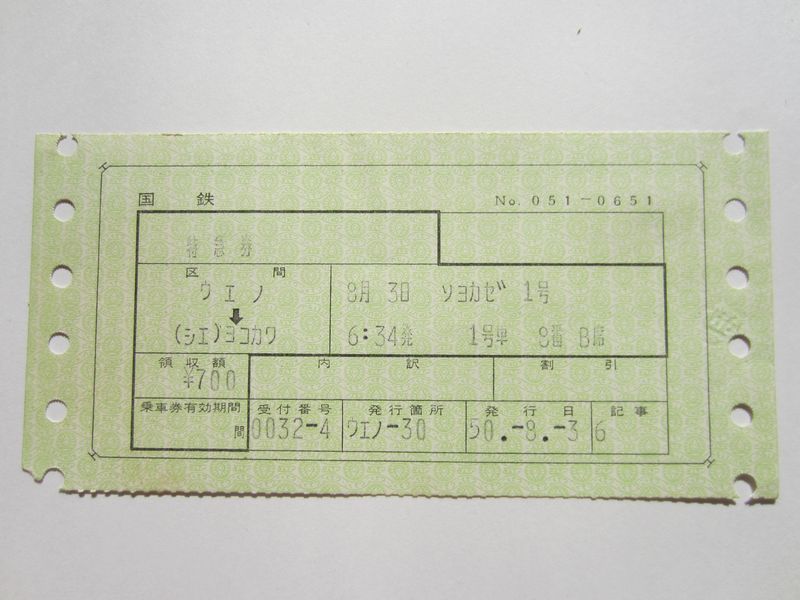 国鉄 No. 051-0651
特急券
区間
ウエノ 8月 3日 ソヨカゼ 1号
⬇
(シエ)ヨコカワ 6:34発 1号車 8番 B席
領収額 内訳 割引
¥700
乗車券有効期間 受付番号 発行箇所 発行日 記事
間 0032-4 ウエノ-30 50.-8.-3 6